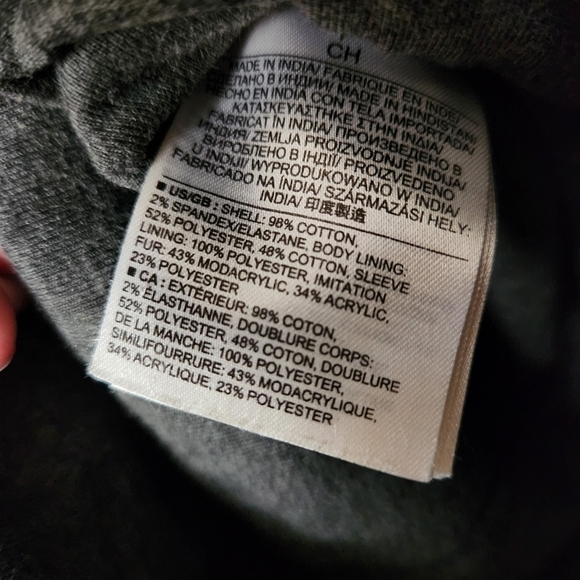 CH
MADE IN INDIA/ FABRIQUE EN INDE/
СДЕЛАНО В ИНДИИ/ MADE IN HINDISTAN/
HECHO EN INDIA CON TELA IMPORTADA/
ΚΑΤΑΣΚΕΥΑΣΤΗΚΕ ΣΤΗΝ ΙΝΔΙΑ/
FABRICAT ÎN INDIA/ ПРОИЗВЕДЕНО В
ИНДИЯ/ ZEMLJA PROIZVODNJE INDIJA/
ВИРОБЛЕНО В ІНДІЇ/ PROIZVEDENO
U INDIJI/ WYPRODUKOWANO W INDIA/
FABRICADO NA ÍNDIA/ SZÁRMAZÁSI HELY:
INDIA/ 印度製造
■ US/GB : SHELL: 98% COTTON,
2% SPANDEX/ELASTANE, BODY LINING:
52% POLYESTER, 48% COTTON, SLEEVE
LINING: 100% POLYESTER, IMITATION
FUR: 43% MODACRYLIC, 34% ACRYLIC,
23% POLYESTER
■ CA : EXTÉRIEUR: 98% COTON,
2% ÉLASTHANNE, DOUBLURE CORPS:
52% POLYESTER, 48% COTON, DOUBLURE
DE LA MANCHE: 100% POLYESTER,
SIMILIFOURRURE: 43% MODACRYLIQUE,
34% ACRYLIQUE, 23% POLYESTER